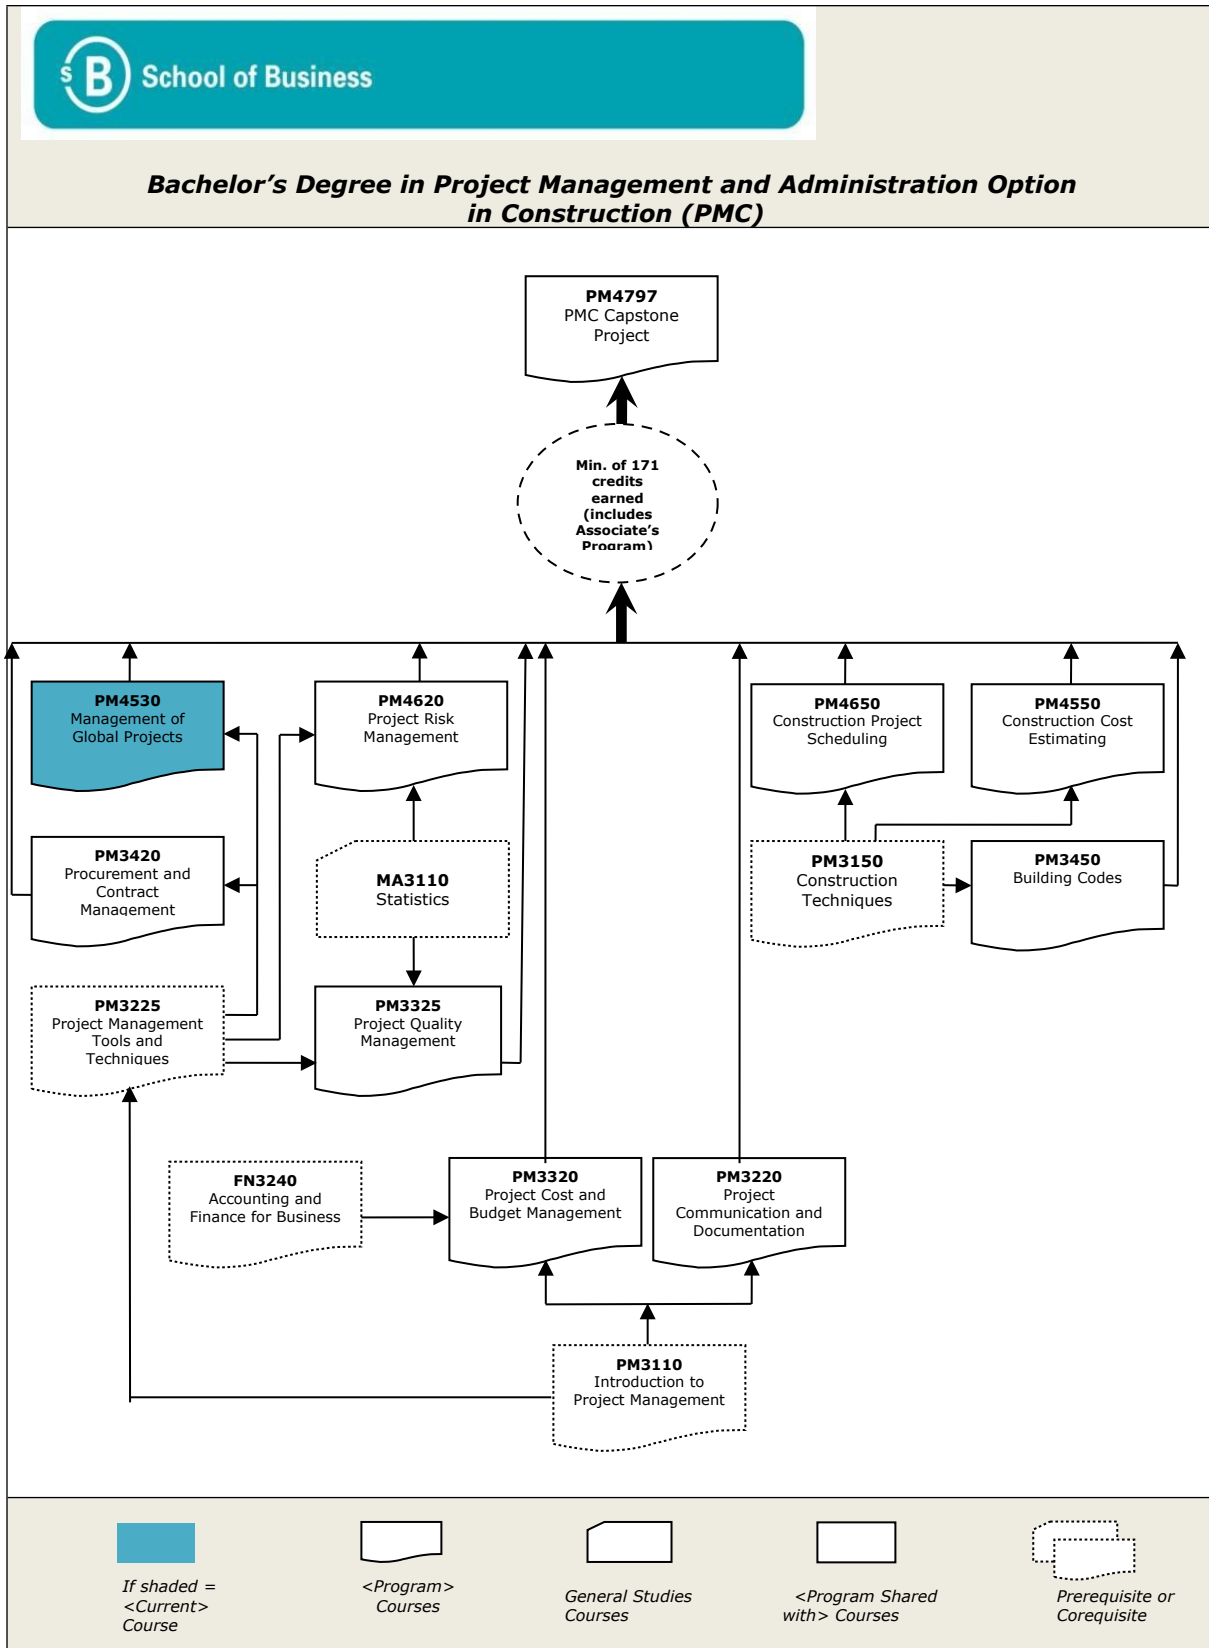 sB School of Business
Bachelor’s Degree in Project Management and Administration Option
in Construction (PMC)
PM4797
PMC Capstone
Project
Min. of 171
credits
earned
(includes
Associate’s
Program)
PM4530
Management of
Global Projects
PM4620
Project Risk
Management
PM4650
Construction Project
Scheduling
PM4550
Construction Cost
Estimating
PM3420
Procurement and
Contract
Management
MA3110
Statistics
PM3150
Construction
Techniques
PM3450
Building Codes
PM3225
Project Management
Tools and
Techniques
PM3325
Project Quality
Management
FN3240
Accounting and
Finance for Business
PM3320
Project Cost and
Budget Management
PM3220
Project
Communication and
Documentation
PM3110
Introduction to
Project Management
If shaded =
<Current>
Course
<Program>
Courses
General Studies
Courses
<Program Shared
with> Courses
Prerequisite or
Corequisite